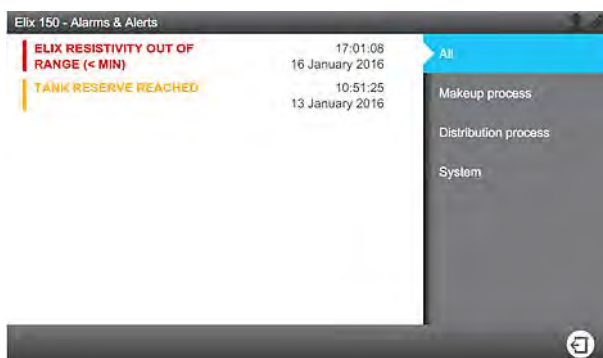 Elix 150 - Alarms & Alerts
ELIX RESISTIVITY OUT OF
RANGE (< MIN)
17:01:08
16 January 2016
TANK RESERVE REACHED
10:51:25
13 January 2016
All
Makeup process
Distribution process
System